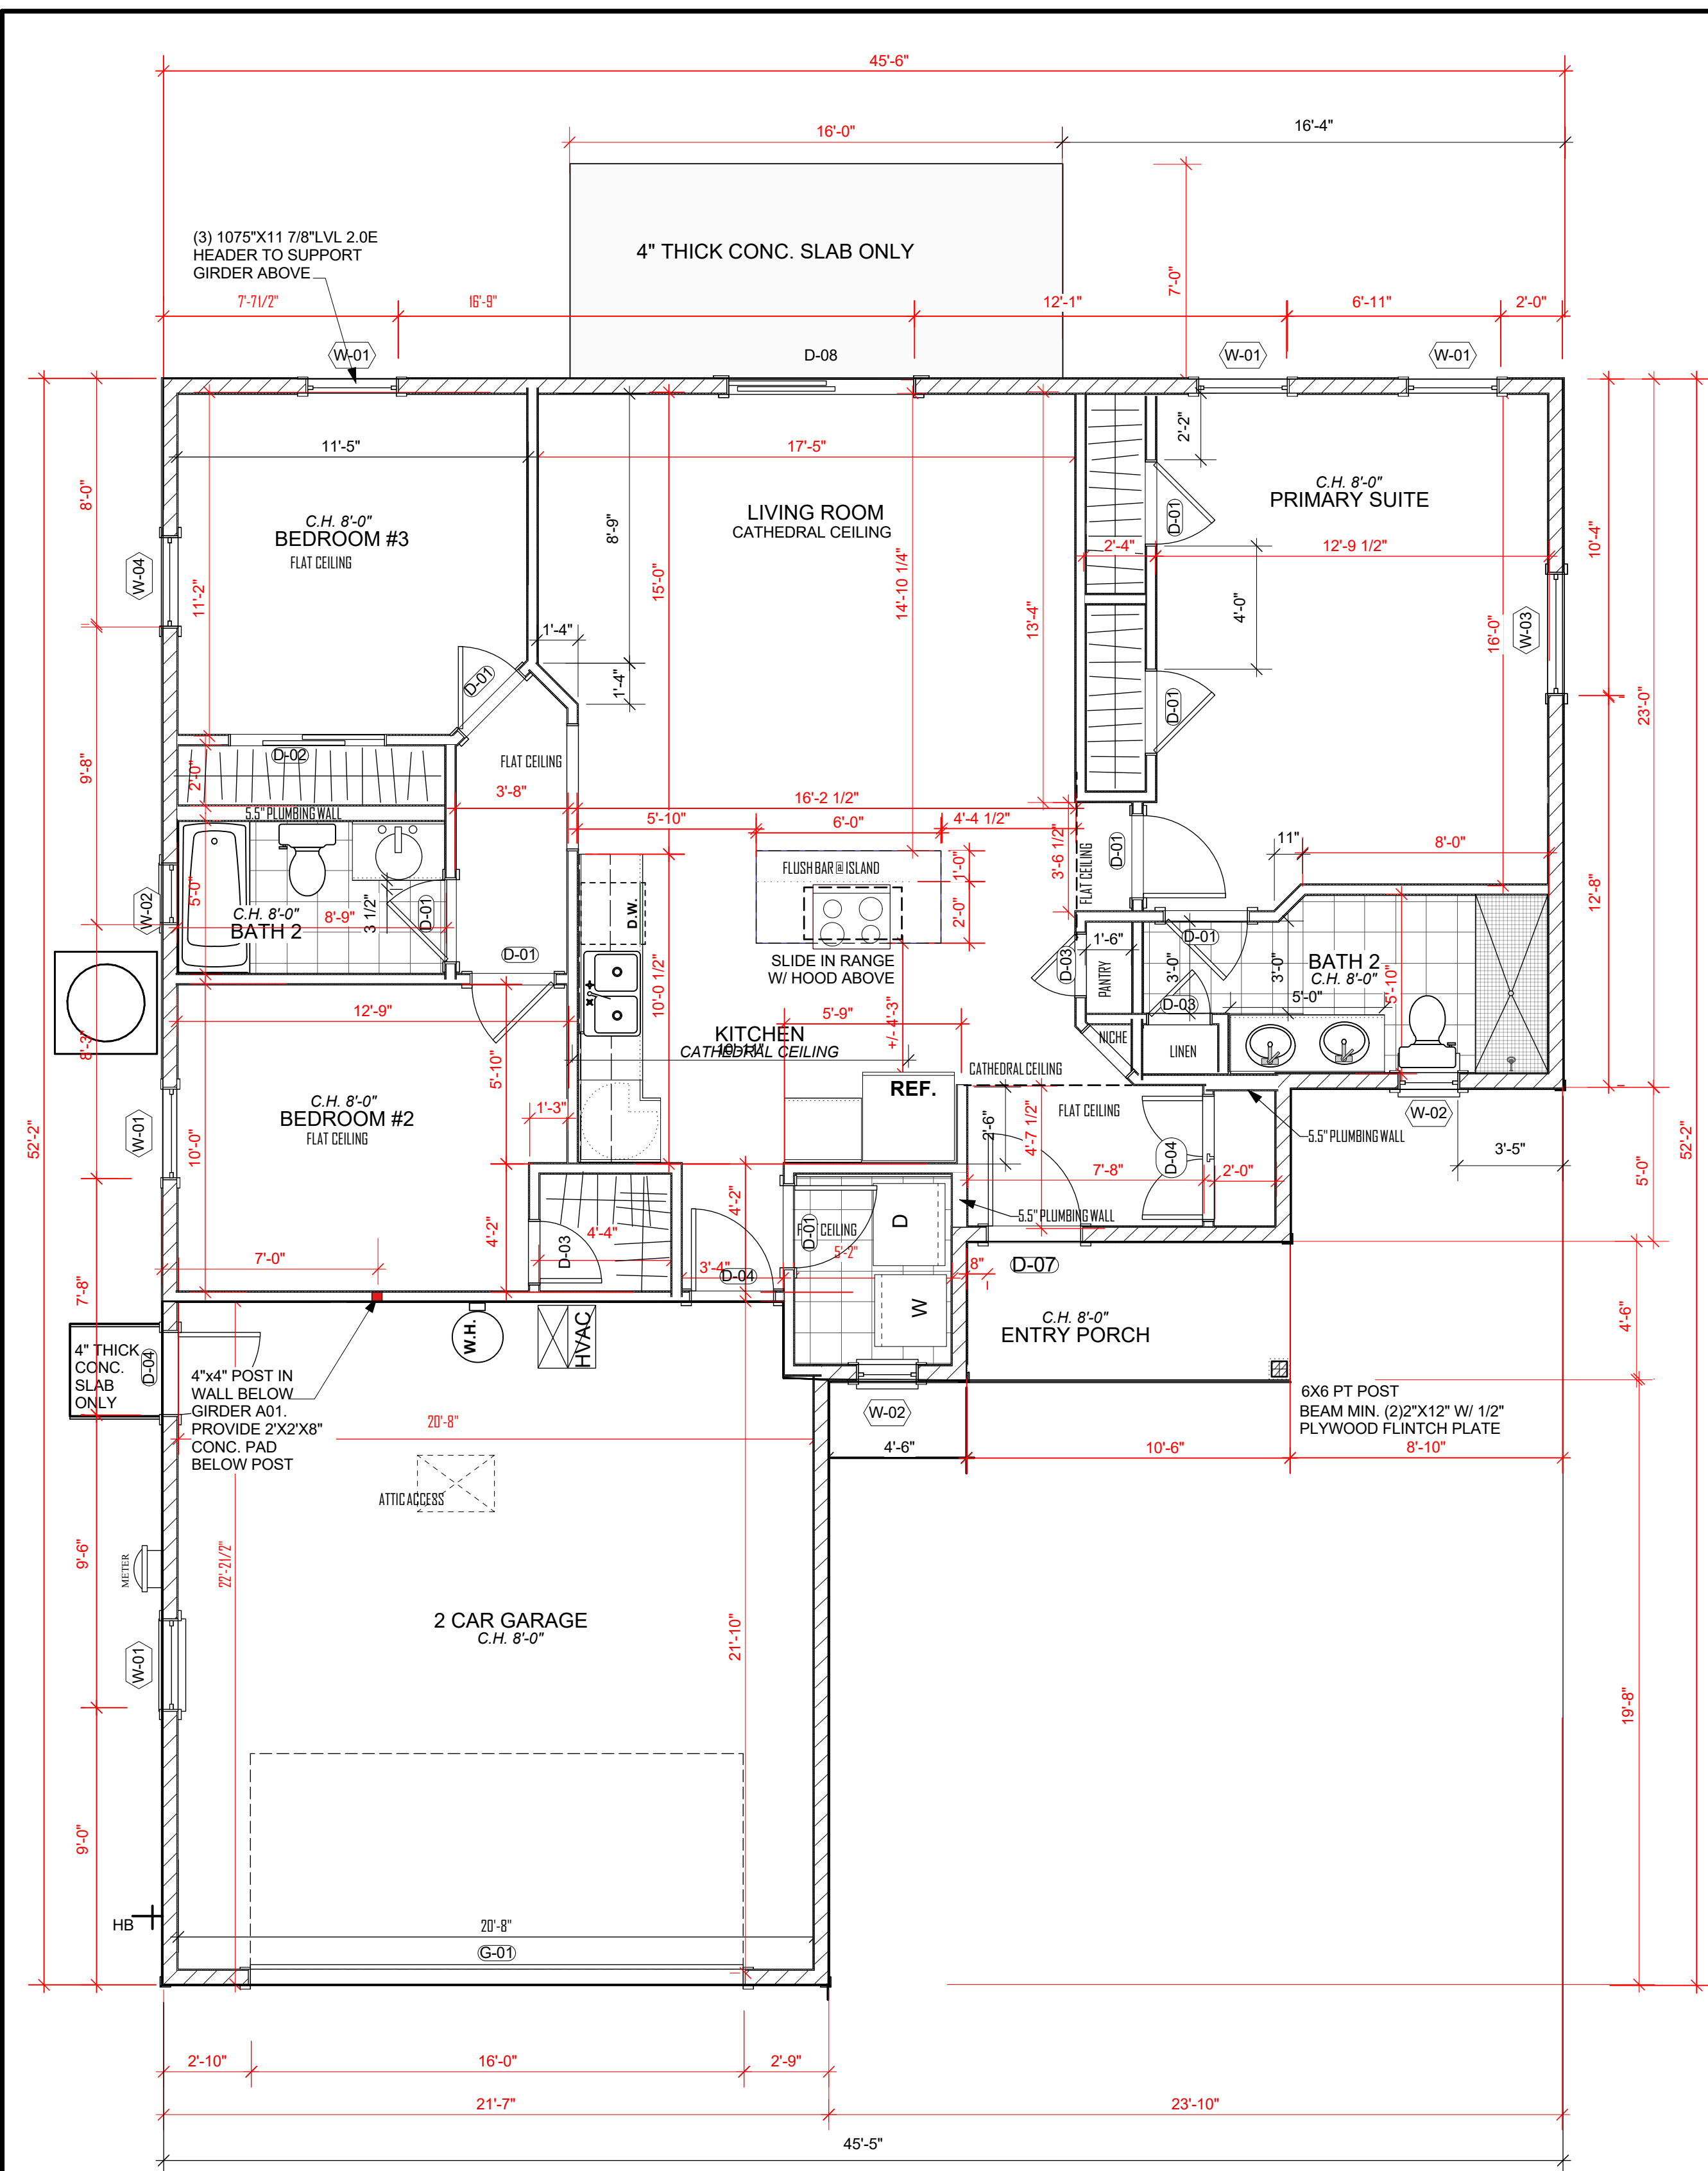 45'-6"
16'-0"
16'-4"
(3) 1075"X11 7/8"LVL 2.0E
HEADER TO SUPPORT
GIRDER ABOVE
4" THICK CONC. SLAB ONLY
7'-0"
7'-71/2"
16'-9"
12'-1"
6'-11"
2'-0"
W-01
D-08
W-01
W-01
11'-5"
17'-5"
2'-2"
8'-0"
C.H. 8'-0"
BEDROOM #3
FLAT CEILING
8'-9"
LIVING ROOM
CATHEDRAL CEILING
C.H. 8'-0"
PRIMARY SUITE
D-01
2'-4"
12'-9 1/2"
10'-4"
W-04
11'-2"
15'-0"
14'-10 1/4"
13'-4"
4'-0"
16'-0"
W-03
1'-4"
1'-4"
D-01
D-01
23'-0"
D-02
FLAT CEILING
9'-8"
2'-0"
3'-8"
16'-2 1/2"
5.5" PLUMBING WALL
5'-10"
6'-0"
4'-4 1/2"
3'-6 1/2"
FLAT CEILING
D-01
11"
8'-0"
FLUSH BAR @ ISLAND
1'-0"
2'-0"
D.W.
W-02
5'-0"
C.H. 8'-0"
8'-9"
BATH 2
3 1/2"
D-01
D-01
12'-8"
SLIDE IN RANGE
W/ HOOD ABOVE
D-03
1'-6"
PANTRY
D-01
3'-0"
3'-0"
BATH 2
C.H. 8'-0"
5'-10"
5'-0"
D-03
8'-3"
12'-9"
10'-0 1/2"
5'-9"
+/- 4'-3"
KITCHEN
10'-11"
CATHEDRAL CEILING
NICHE
LINEN
5'-10"
CATHEDRAL CEILING
REF.
C.H. 8'-0"
BEDROOM #2
FLAT CEILING
1'-3"
2'-6"
4'-7 1/2"
FLAT CEILING
W-02
5.5" PLUMBING WALL
W-01
52'-2"
52'-2"
10'-0"
D-04
7'-8"
2'-0"
3'-5"
5'-0"
4'-2"
4'-2"
D-03
4'-4"
D-01
CEILING
5'-2"
D
5.5" PLUMBING WALL
7'-0"
3'-4"
D-04
8"
D-07
7'-8"
W
W.H.
HVAC
C.H. 8'-0"
ENTRY PORCH
4'-6"
4" THICK
CONC.
SLAB
ONLY
D-04
4"x4" POST IN
WALL BELOW
GIRDER A01.
PROVIDE 2'X2'X8"
CONC. PAD
BELOW POST
20'-8"
W-02
6X6 PT POST
BEAM MIN. (2)2"X12" W/ 1/2"
PLYWOOD FLINTCH PLATE
4'-6"
10'-6"
8'-10"
ATTIC ACCESS
9'-6"
METER
22'-21/2"
2 CAR GARAGE
C.H. 8'-0"
W-01
21'-10"
19'-8"
9'-0"
HB
20'-8"
G-01
2'-10"
16'-0"
2'-9"
21'-7"
23'-10"
45'-5"